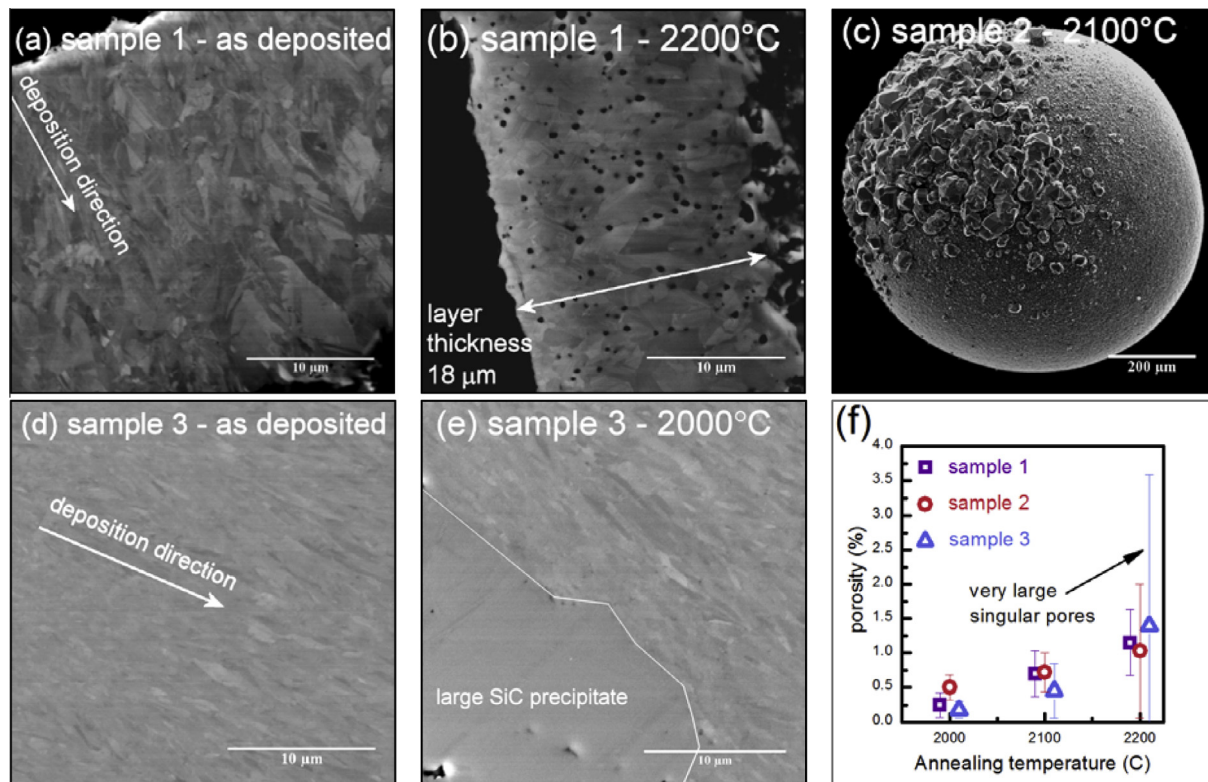 (a) sample 1 - as deposited
deposition direction
10 µm
(b) sample 1 - 2200°C
layer
thickness
18 µm
10 µm
(c) sample 2 - 2100°C
200 µm
(d) sample 3 - as deposited
deposition direction
10 µm
(e) sample 3 - 2000°C
large SiC precipitate
10 µm
(f)
4.0
3.5
3.0
2.5
2.0
1.5
1.0
0.5
0.0
porosity (%)
sample 1
sample 2
sample 3
very large
singular pores
2000
2100
2200
Annealing temperature (C)